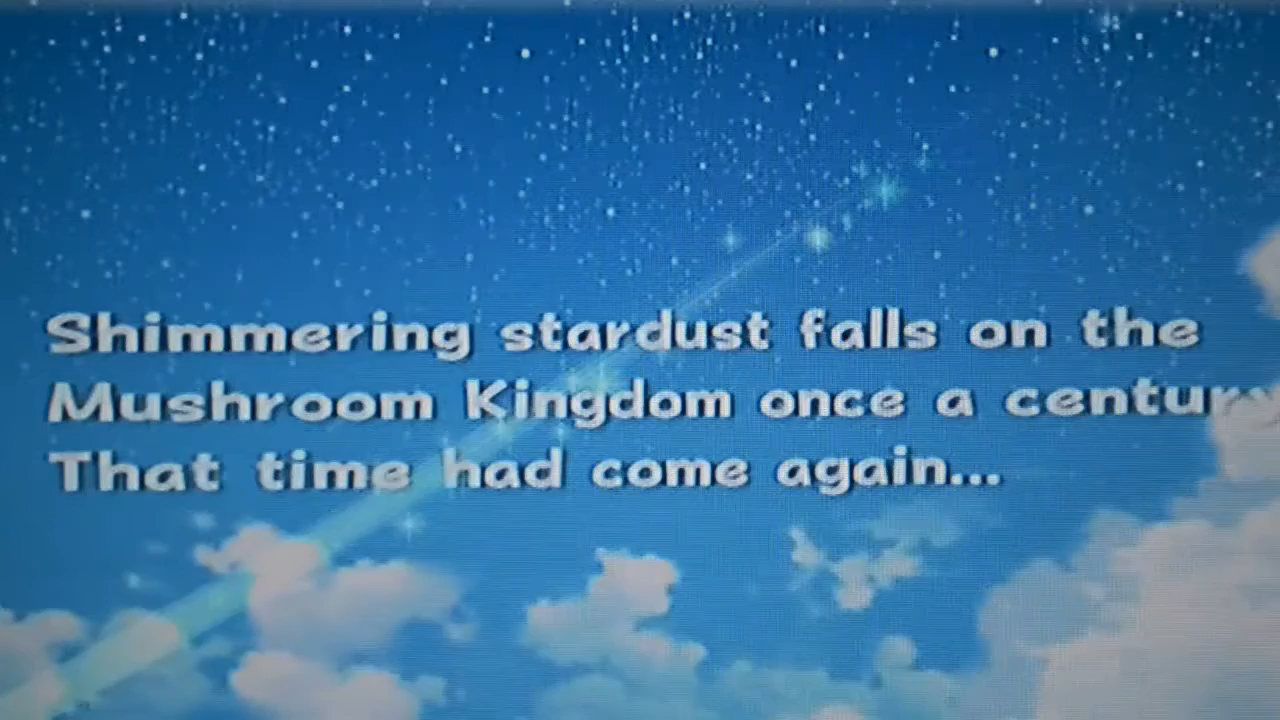 Shimmering stardust falls on the
Mushroom Kingdom once a century
That time had come again...